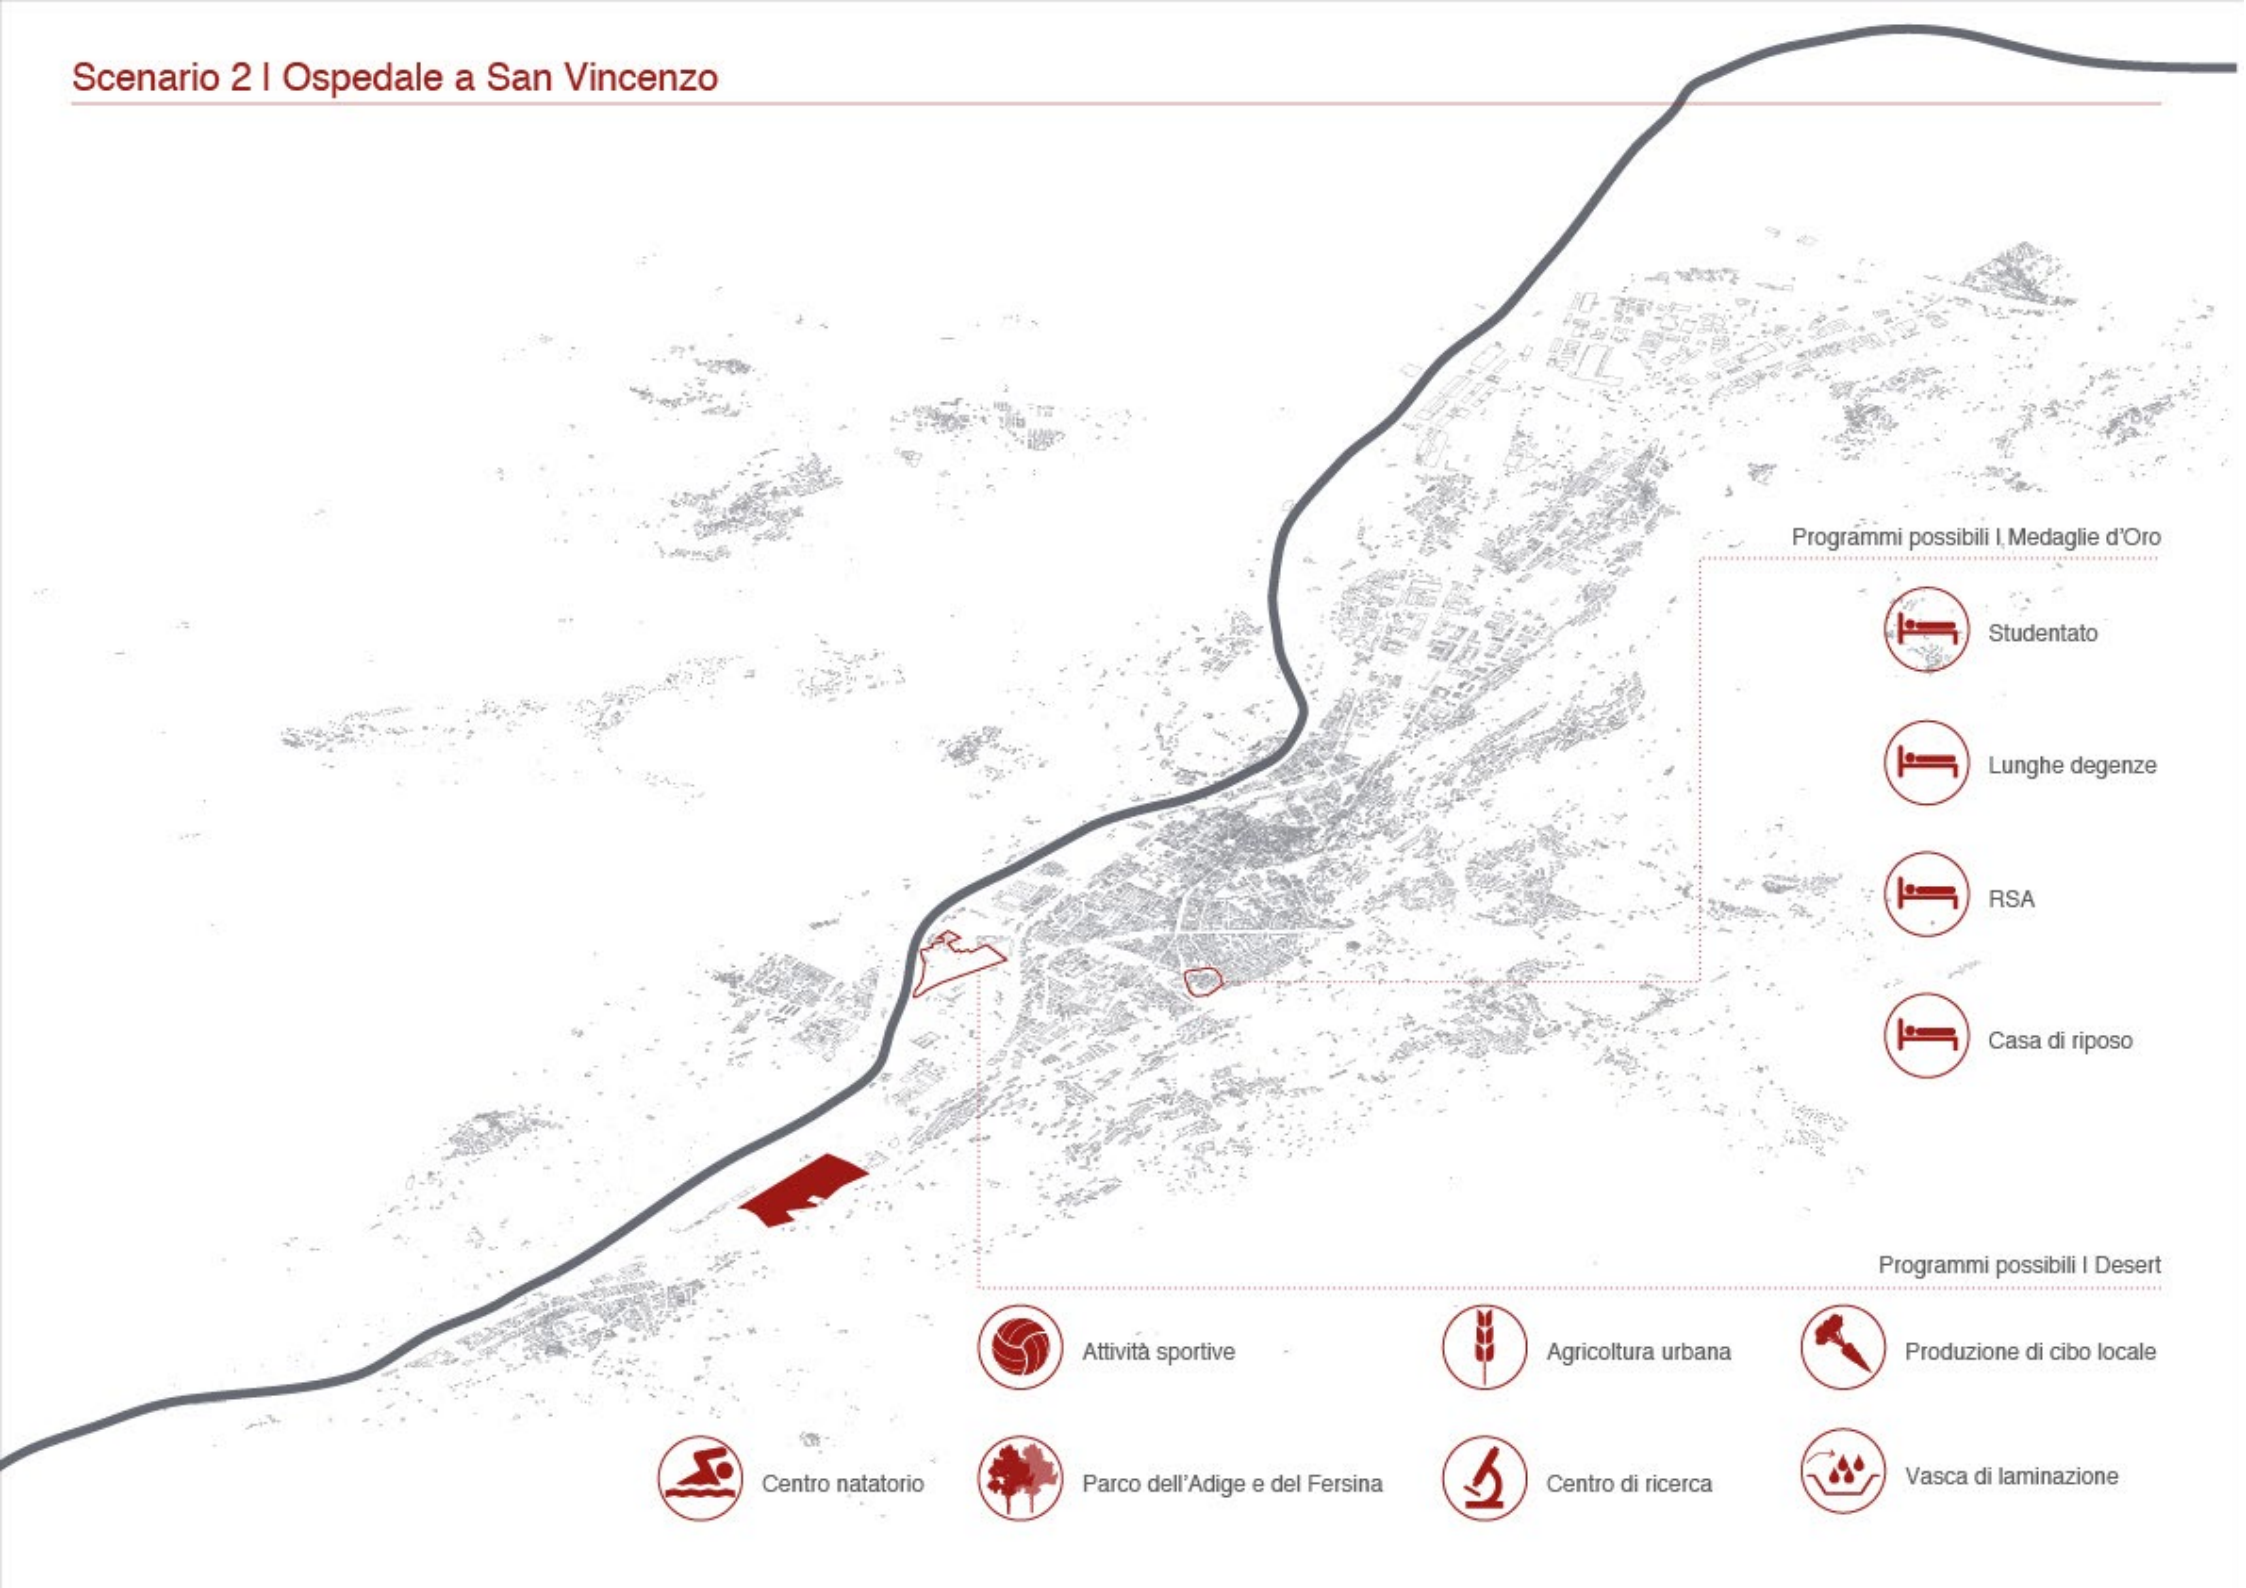 Scenario 2 | Ospedale a San Vincenzo
Programmi possibili | Medaglie d'Oro
Studentato
Lunghe degenze
RSA
Casa di riposo
Programmi possibili | Desert
Attività sportive
Agricoltura urbana
Produzione di cibo locale
Centro natatorio
Parco dell'Adige e del Fersina
Centro di ricerca
Vasca di laminazione